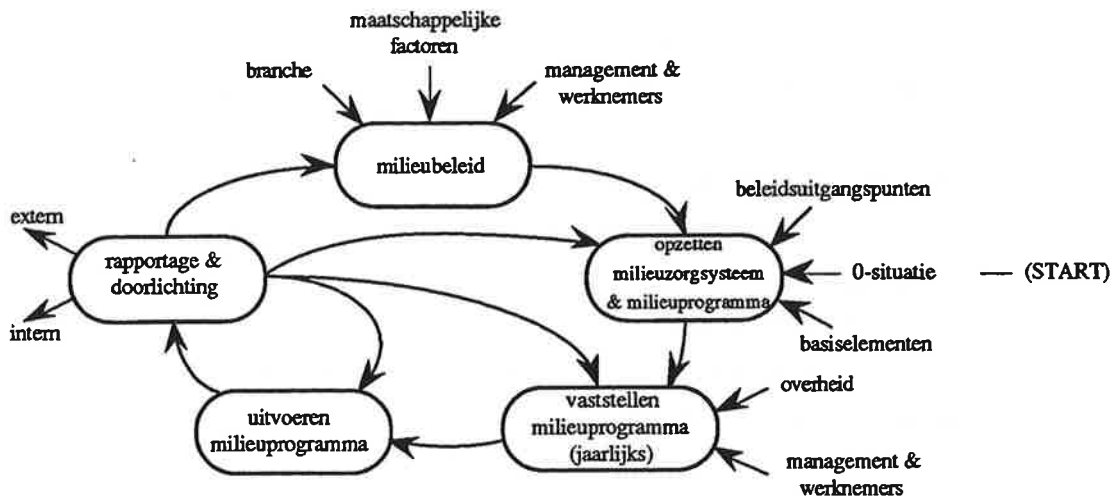 maatschappelijke
factoren
branche
management &
werknemers
milieubeleid
beleidsuitgangspunten
extern
rapportage &
doorlichting
intern
opzetten
milieuzorgsysteem
& milieuprogramma
0-situatie — (START)
basiselementen
overheid
uitvoeren
milieuprogramma
vaststellen
milieuprogramma
(jaarlijks)
management &
werknemers